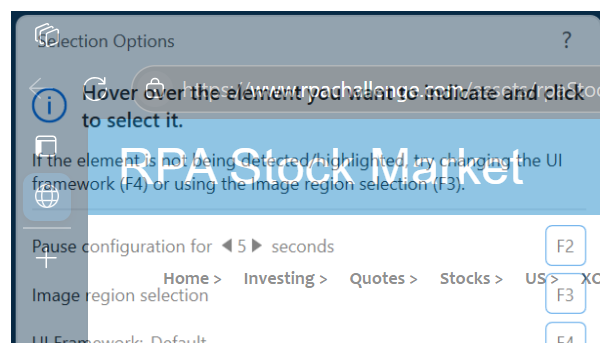 Selection Options ?
https://www.rpachallenge.com/assets/rpaStoc
Hover over the element you want to indicate and click
to select it.
RPA Stock Market
If the element is not being detected/highlighted, try changing the UI
framework (F4) or using the Image region selection (F3).
Pause configuration for 5 seconds F2
Home > Investing > Quotes > Stocks > US > XO
Image region selection F3
UI Framework: Default F4